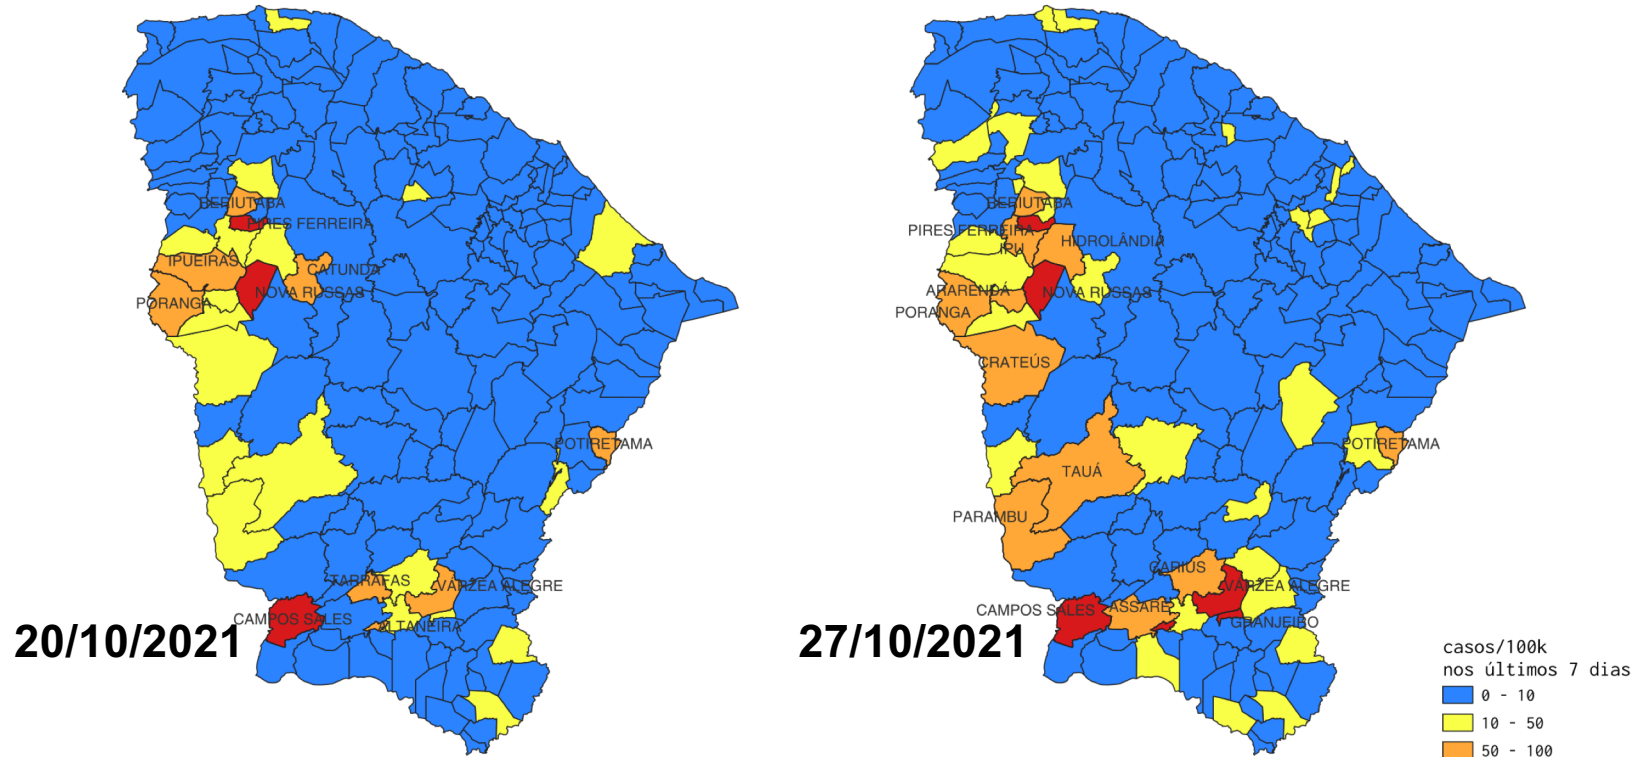 BERIUTABA
PIRES FERREIRA
IPUEIRAS
CATUNDA
NOVA RUSSAS
PORANGA
POTIRETAMA
TARRAFAS
VÁRZEA ALEGRE
CAMPOS SALES
ALTANEIRA
20/10/2021
BERIUTABA
PIRES FERREIRA
IPU
HIDROLÂNDIA
ARARENDÁ
NOVA RUSSAS
PORANGA
CRATEÚS
POTIRETAMA
TAUÁ
PARAMBU
CARIÚS
VÁRZEA ALEGRE
CAMPOS SALES
ASSARÉ
GRANJEIRO
27/10/2021
casos/100k
nos últimos 7 dias
0 - 10
10 - 50
50 - 100